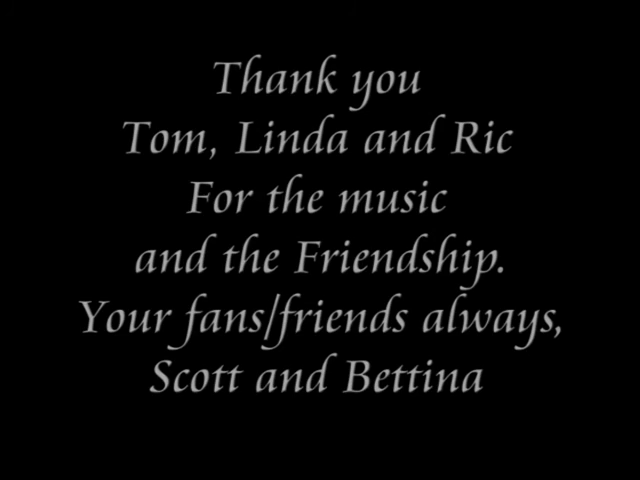 Thank you
Tom, Linda and Ric
For the music
and the Friendship.
Your fans/friends always,
Scott and Bettina